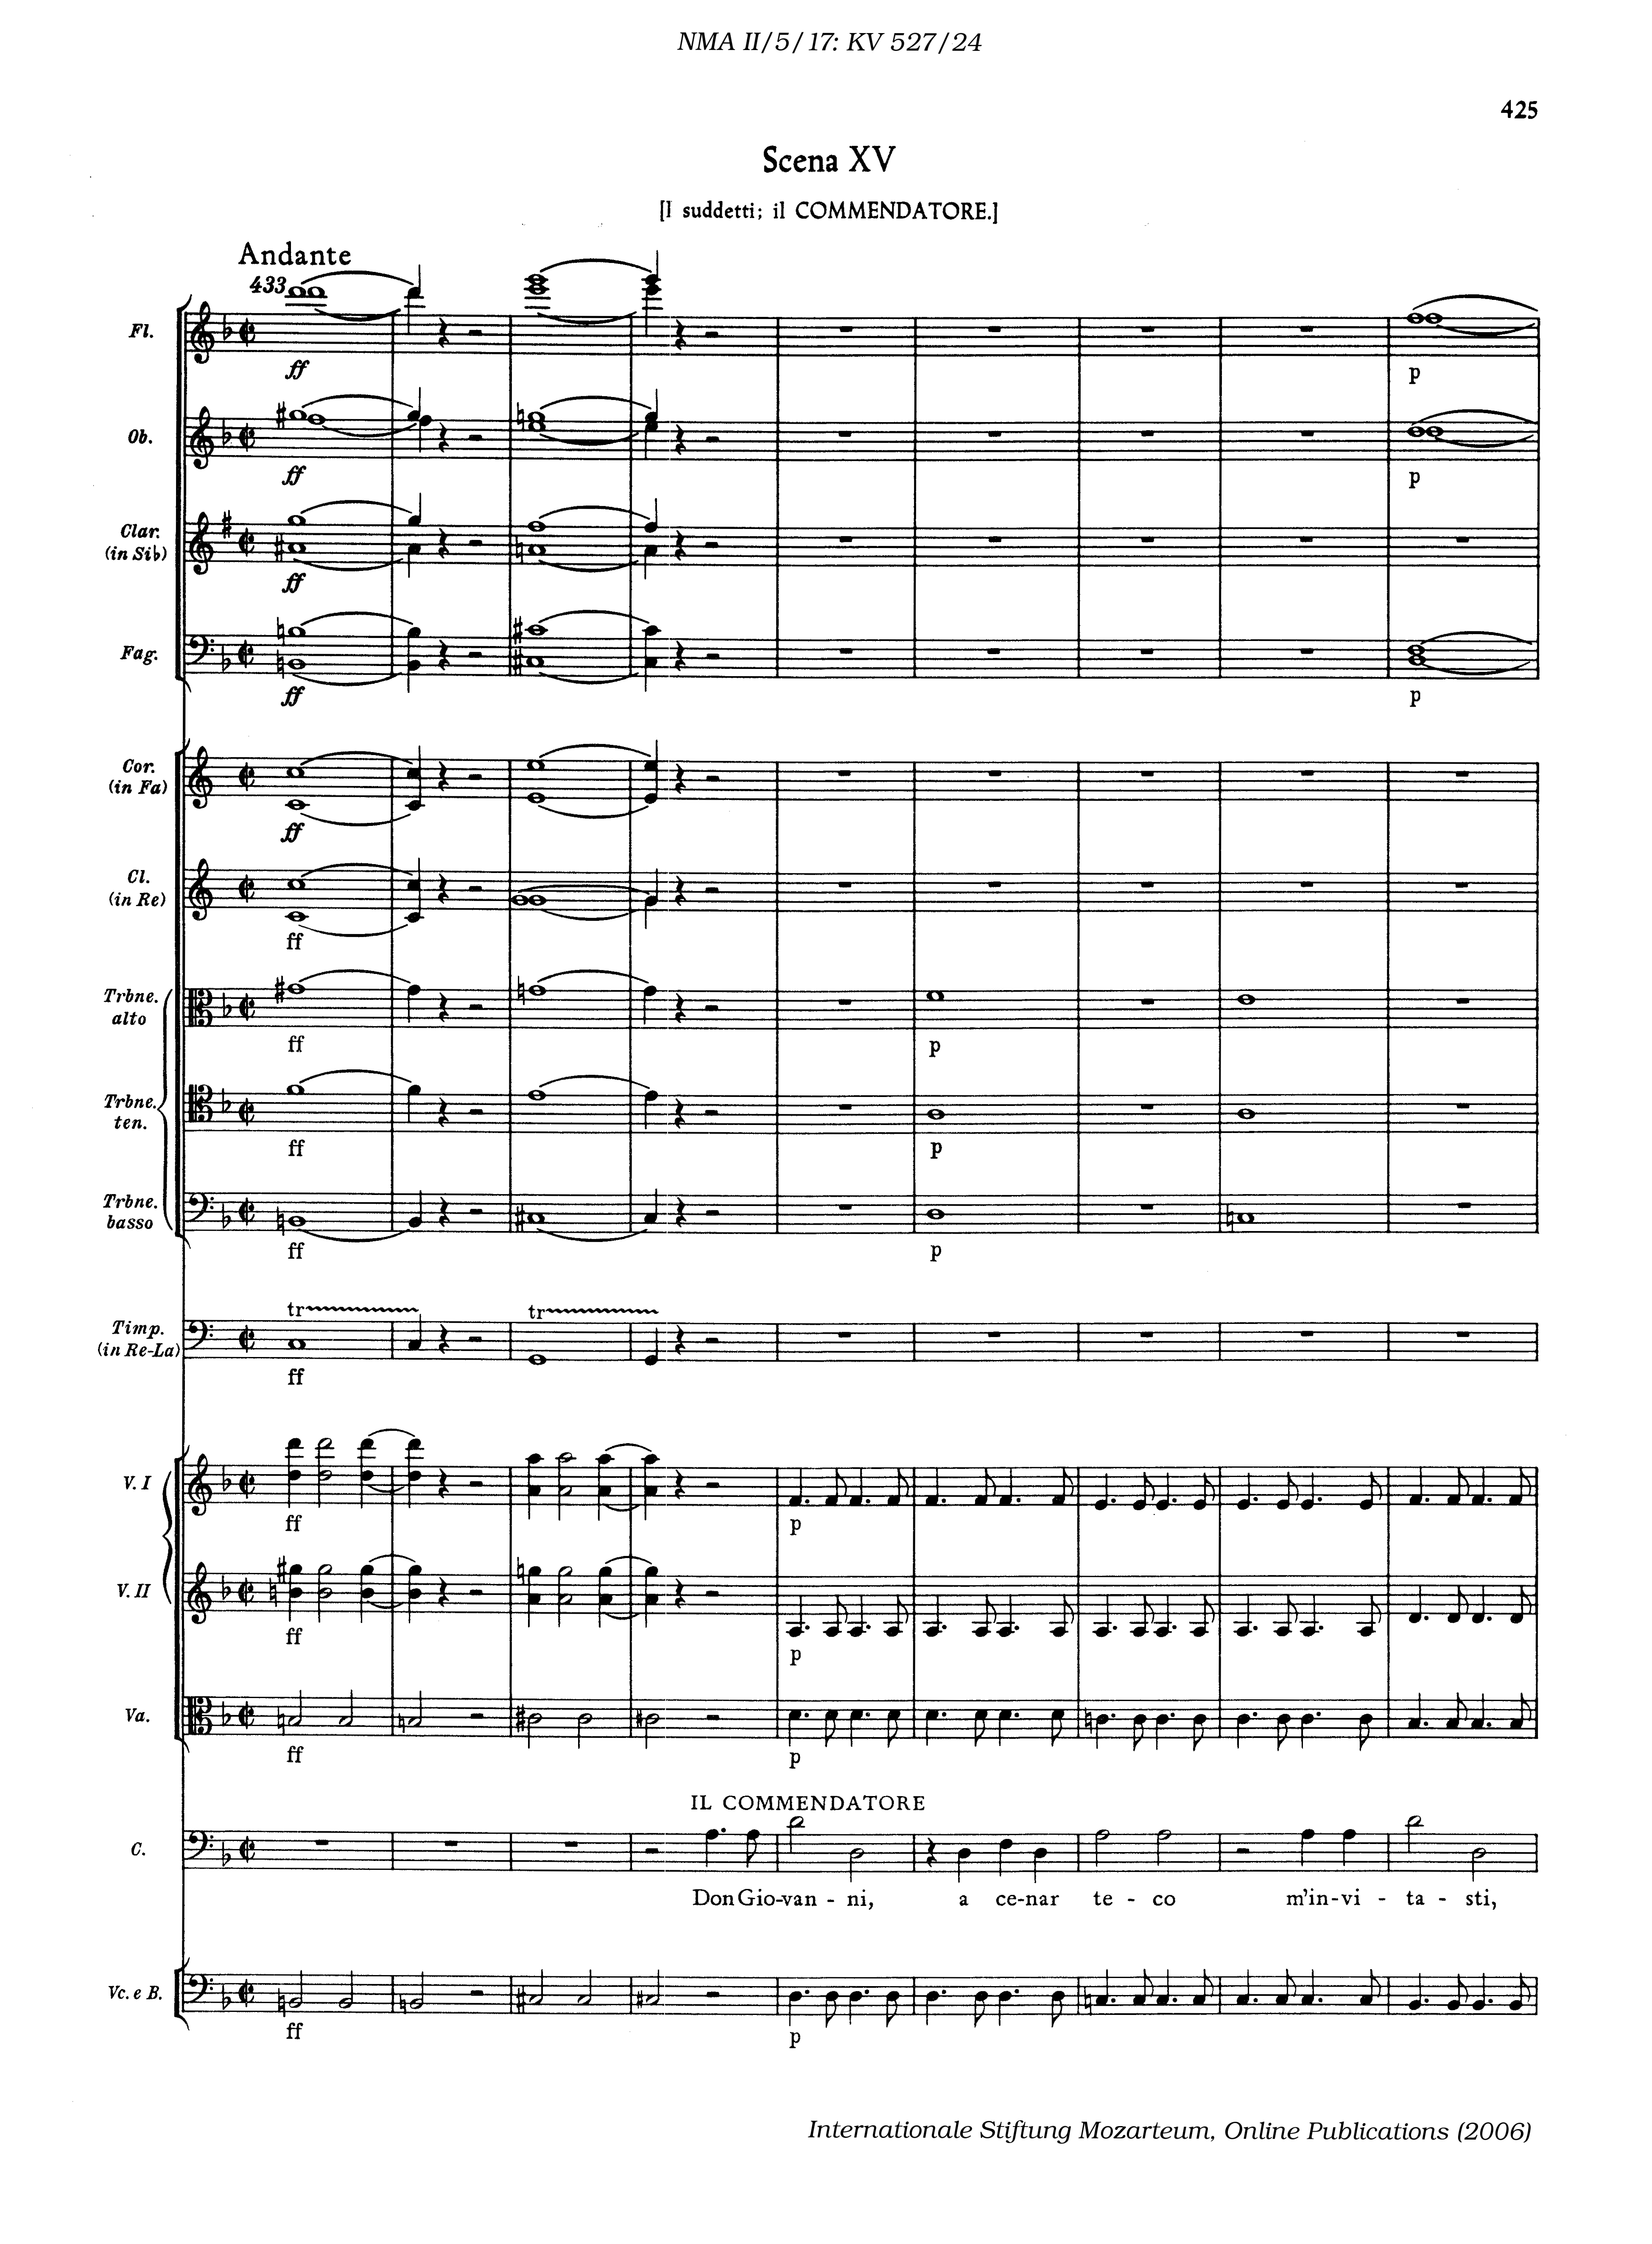 NMA II/5/17: KV 527/24
425
Scena XV
[I suddetti; il COMMENDATORE.]
Andante
433
Fl.
ff
p
Ob.
ff
p
Clar.
(in Sib)
ff
Fag.
ff
p
Cor.
(in Fa)
ff
Cl.
(in Re)
ff
Trbne.
alto
ff
p
Trbne.
ten.
ff
p
Trbne.
basso
ff
p
tr
tr
Timp.
(in Re-La)
ff
V. I
ff
p
V. II
ff
p
Va.
ff
p
IL COMMENDATORE
C.
Don Gio-van - ni, a ce-nar te - co m'in-vi - ta - sti,
Vc. e B.
ff
p
Internationale Stiftung Mozarteum, Online Publications (2006)